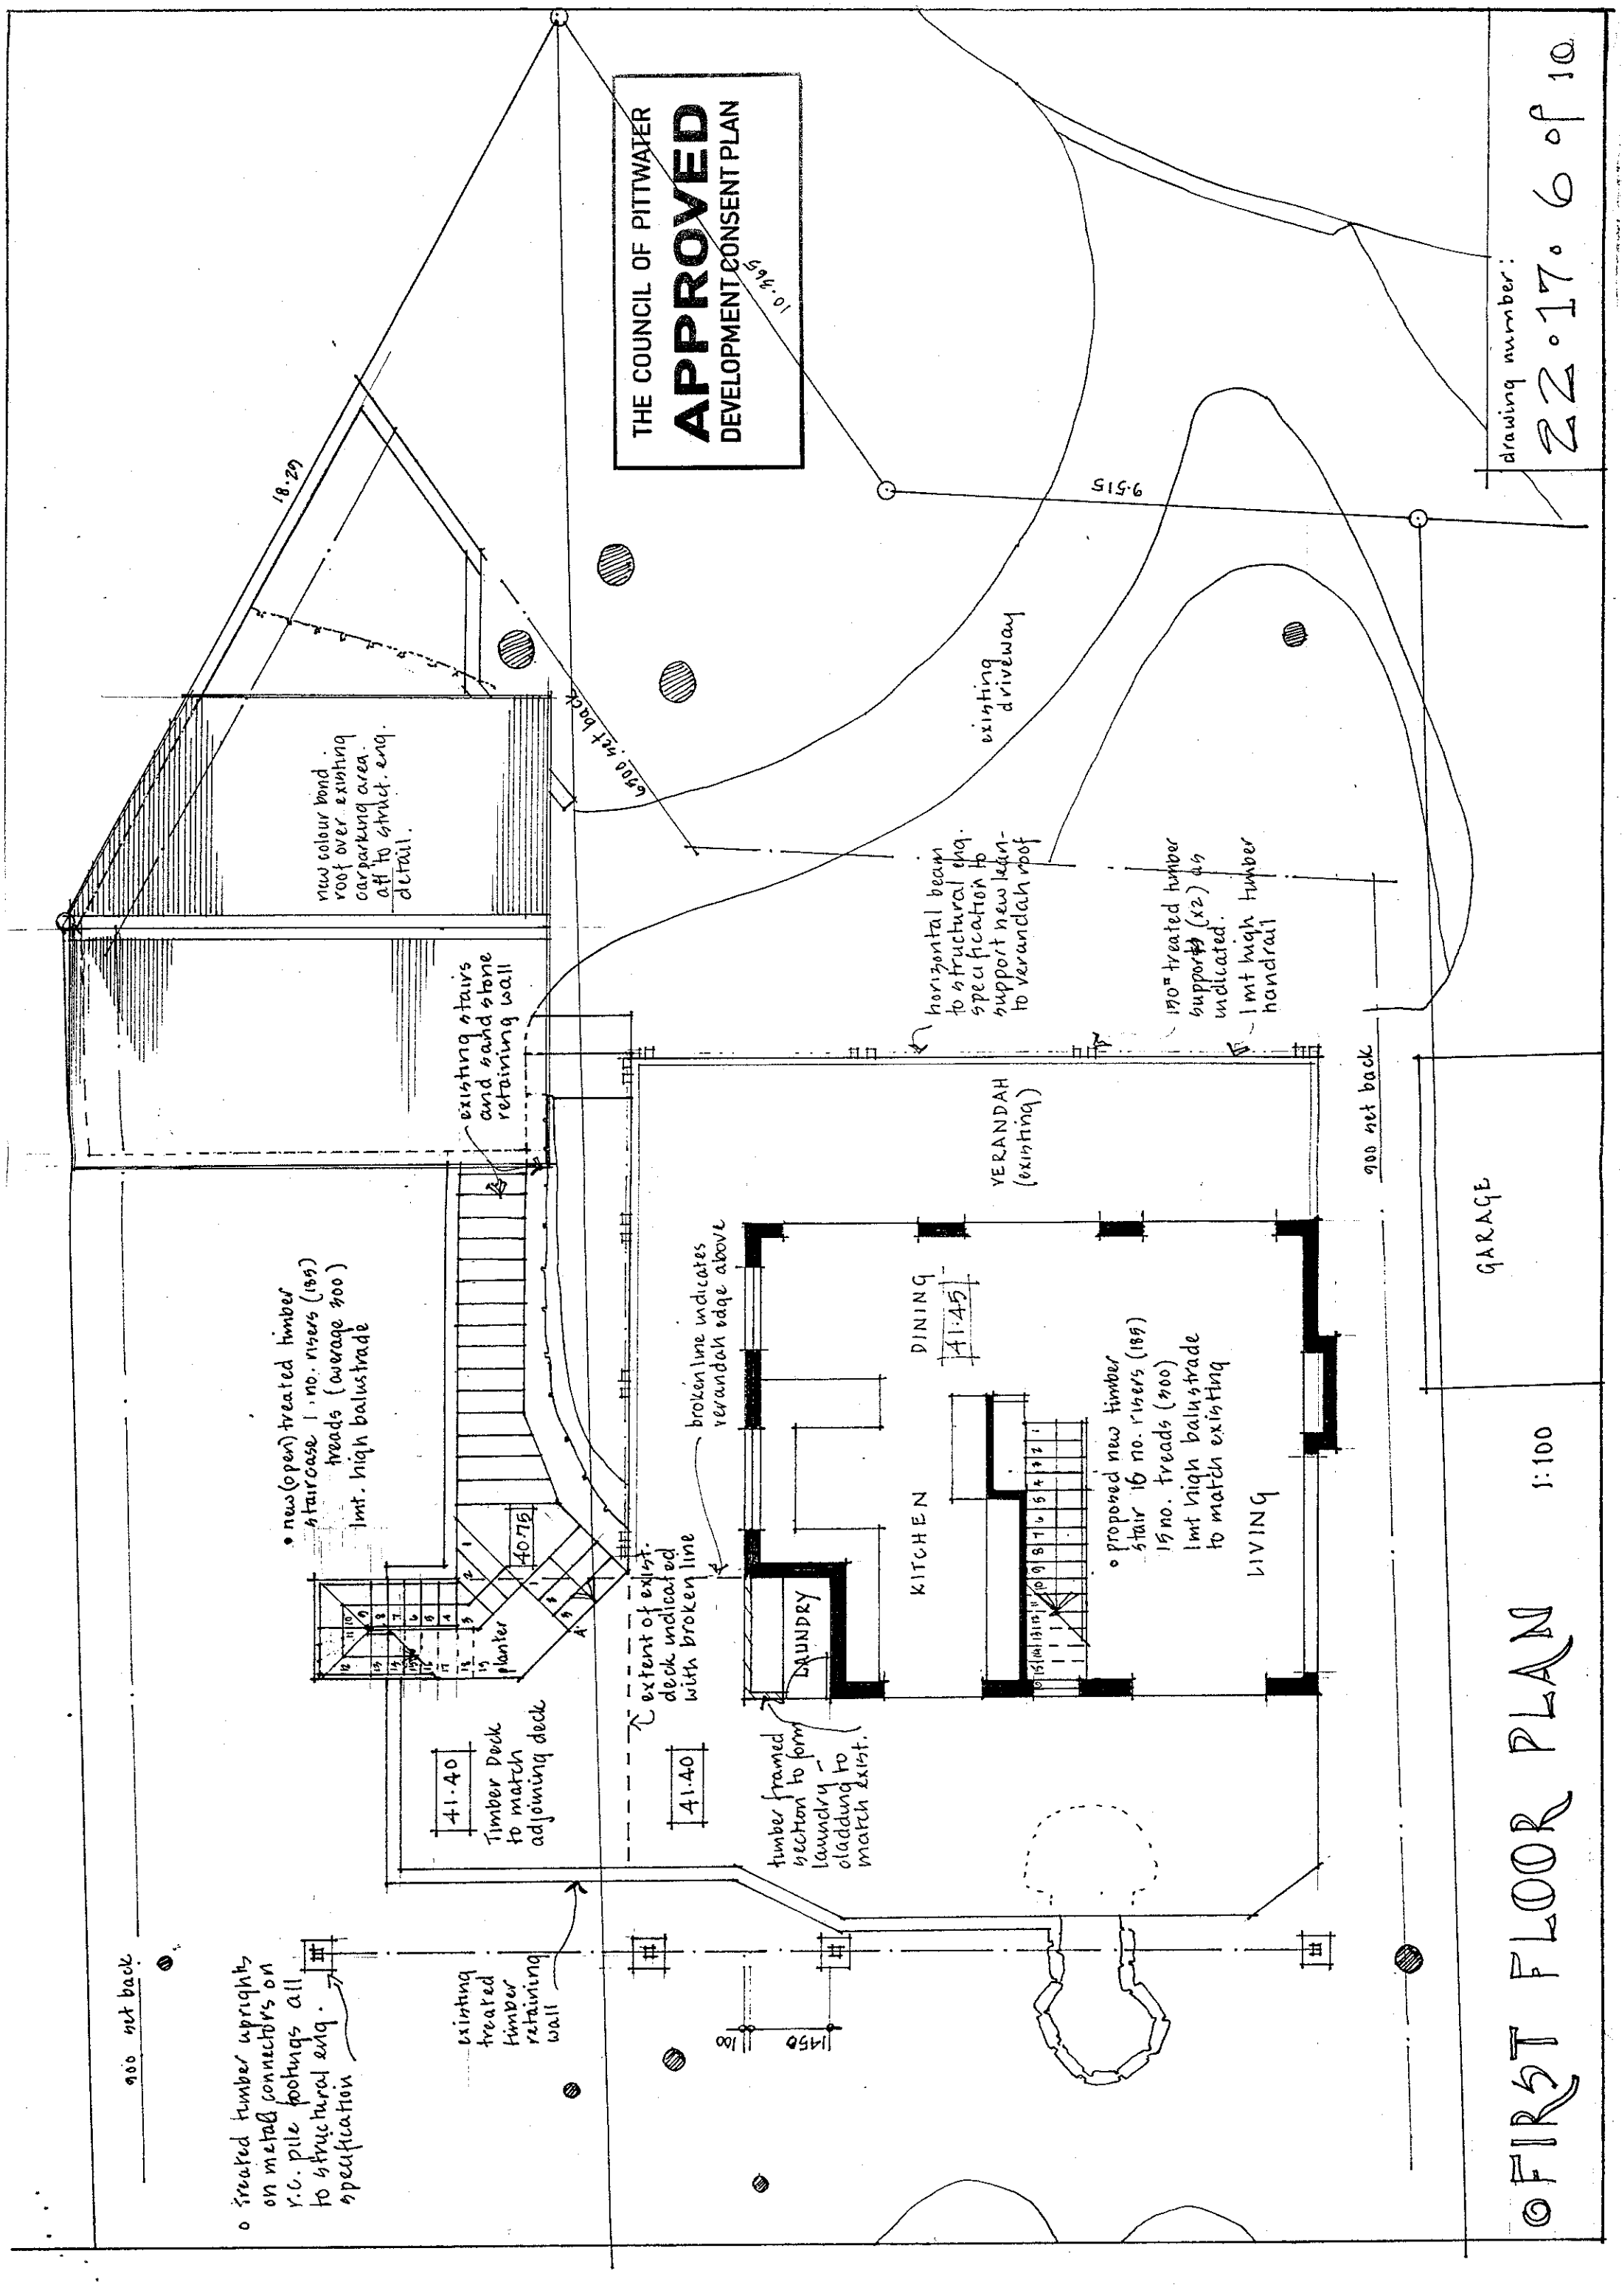 900 set back
o treated timber uprights
on metal connectors on
r.c. pile footings all
to structural eng.
specification
• new (open) treated timber
staircase 1 no. risers (185)
treads (average 300)
1mt. high balustrade
new colour bond
roof over existing
carparking area.
all to struct. eng.
detail.
18.29
existing stairs
and sandstone
retaining wall
40.75
planter
A'
41.40
Timber Deck
to match
adjoining deck
existing
treated
timber
retaining
wall
extent of exist.
deck indicated
with broken line
41.40
broken line indicates
verandah edge above
6500 set back
THE COUNCIL OF PITTWATER
APPROVED
DEVELOPMENT CONSENT PLAN
10.365
9.515
existing
driveway
100
1450
timber framed
section to form
laundry –
cladding to
match exist.
LAUNDRY
KITCHEN
DINING
41.45
VERANDAH
(existing)
horizontal beam
to structural eng.
specification to
support new lean-
to verandah roof
150 treated timber
supports (x2) as
indicated.
1 mt high timber
handrail
o proposed new timber
stair 16 no. risers (185)
15 no. treads (300)
1mt high balustrade
to match existing
LIVING
900 set back
GARAGE
FIRST FLOOR PLAN 1:100
drawing number:
22.17. 6 of 10